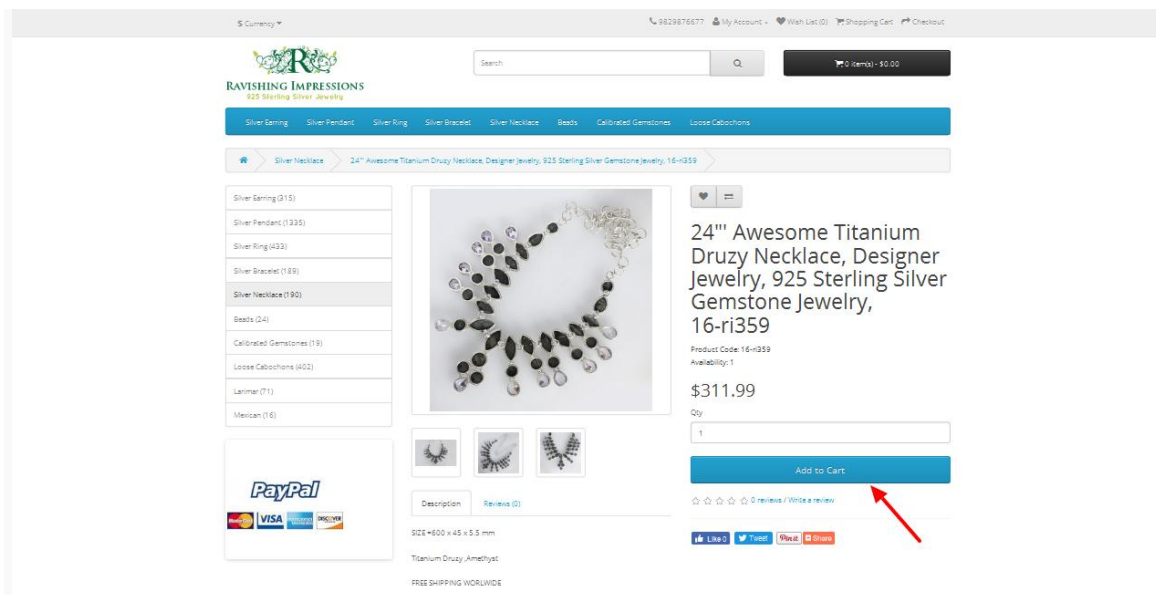 $ Currency
9829876677 My Account Wish List (0) Shopping Cart Checkout
R
RAVISHING IMPRESSIONS
925 Sterling Silver Jewelry
Search
0 item(s) - $0.00
Silver Earring Silver Pendant Silver Ring Silver Bracelet Silver Necklace Beads Calibrated Gemstones Loose Cabochons
Silver Necklace 24"' Awesome Titanium Druzy Necklace, Designer Jewelry, 925 Sterling Silver Gemstone Jewelry, 16-ri359
Silver Earring (315)
Silver Pendant (1335)
Silver Ring (433)
Silver Bracelet (189)
Silver Necklace (190)
Beads (24)
Calibrated Gemstones (19)
Loose Cabochons (402)
Larimar (71)
Mexican (16)
PayPal
MasterCard VISA DISCOVER
Description Reviews (0)
SIZE =600 x 45 x 5.5 mm
Titanium Druzy ,Amethyst
FREE SHIPPING WORLWIDE
24"' Awesome Titanium
Druzy Necklace, Designer
Jewelry, 925 Sterling Silver
Gemstone Jewelry,
16-ri359
Product Code: 16-ri359
Availability: 1
$311.99
Qty
1
Add to Cart
0 reviews / Write a review
Like 0 Tweet Pin it Share